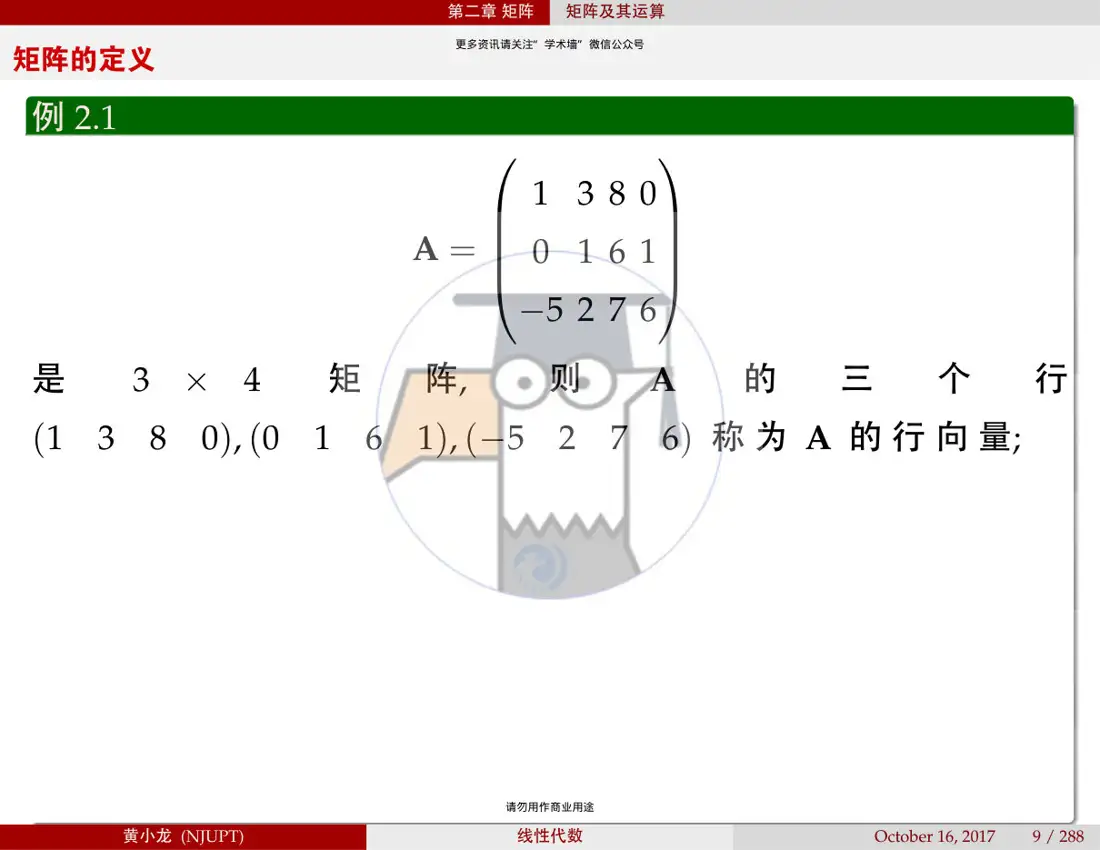 第二章 矩阵 矩阵及其运算
更多资讯请关注“学术墙”微信公众号
矩阵的定义
例 2.1
1 3 8 0
A = 0 1 6 1
−5 2 7 6
是 3 × 4 矩 阵, 则 A 的 三 个 行
(1 3 8 0), (0 1 6 1), (−5 2 7 6) 称 为 A 的 行 向 量;
请勿用作商业用途
黄小龙 (NJUPT) 线性代数 October 16, 2017 9 / 288